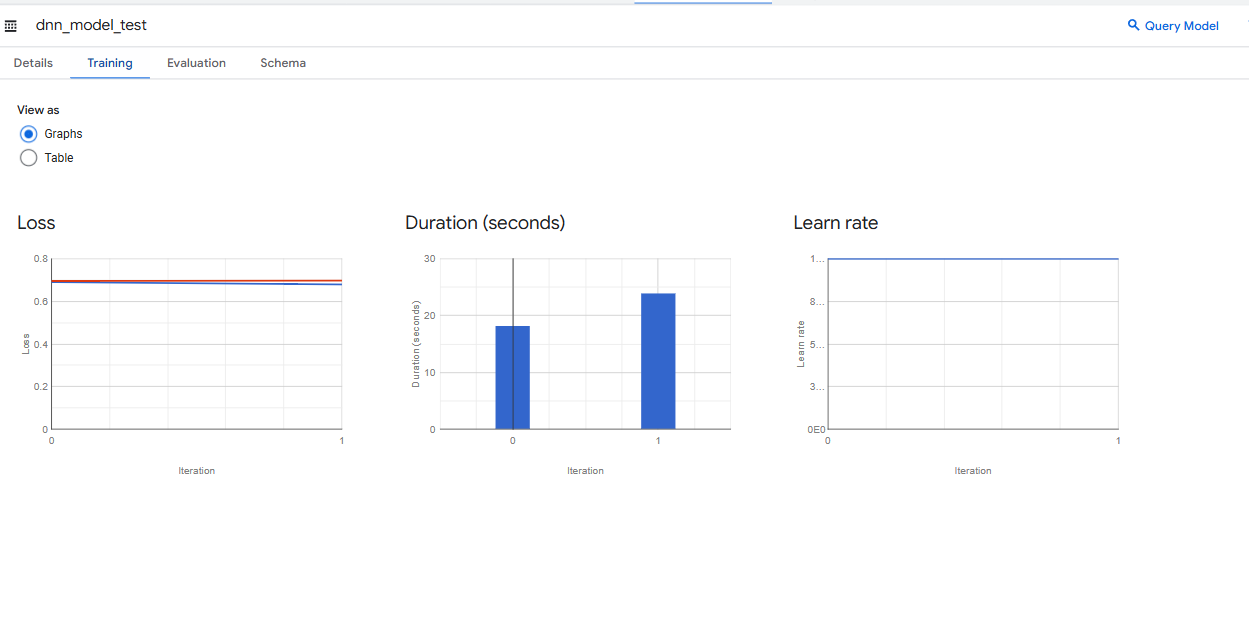 dnn_model_test
Query Model
Details Training Evaluation Schema
View as
Graphs
Table
Loss
0.8
0.6
0.4
0.2
0
Loss
0 1
Iteration
Duration (seconds)
30
20
10
0
Duration (seconds)
0 1
Iteration
Learn rate
1...
8...
5...
3...
0E0
Learn rate
0 1
Iteration